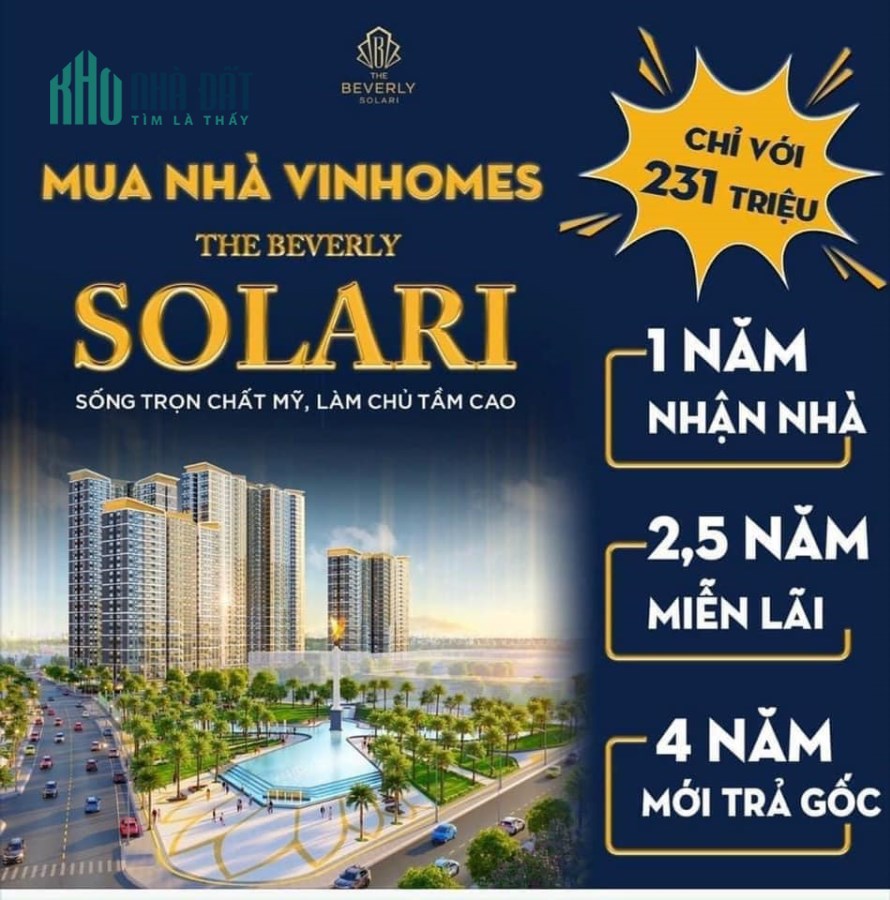 KHO NHÀ ĐẤT
TÌM LÀ THẤY
B
THE
BEVERLY
SOLARI
MUA NHÀ VINHOMES
THE BEVERLY
SOLARI
SỐNG TRỌN CHẤT MỸ, LÀM CHỦ TẦM CAO
CHỈ VỚI
231 TRIỆU
1 NĂM
NHẬN NHÀ
2,5 NĂM
MIỄN LÃI
4 NĂM
MỚI TRẢ GỐC